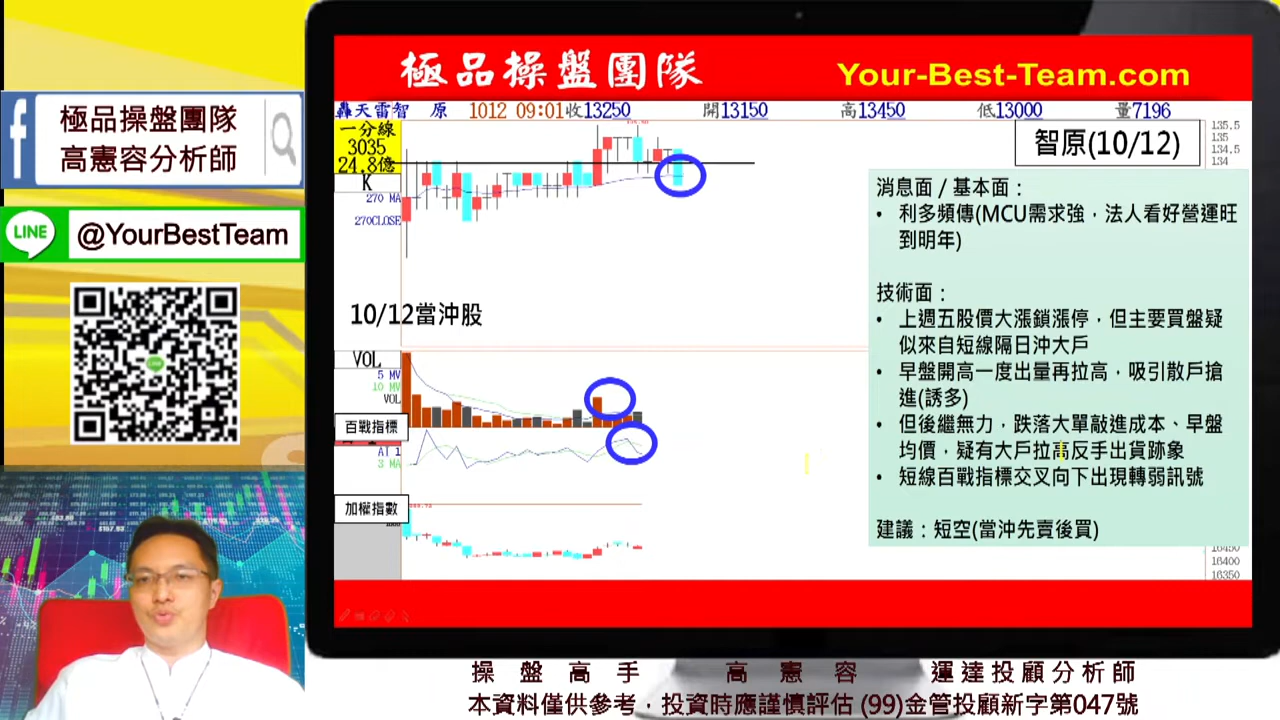 極品操盤團隊
高憲容分析師
LINE
@YourBestTeam
極品操盤團隊
Your-Best-Team.com
轟天雷智 原 1012 09:01收13250 開13150 高13450 低13000 量7196
一分線
3035
24.8億
K
270 MA
270CLOSE
135.5
135
134.5
134
智原(10/12)
消息面 / 基本面：
• 利多頻傳(MCU需求強，法人看好營運旺
到明年)
技術面：
• 上週五股價大漲鎖漲停，但主要買盤疑
似來自短線隔日沖大戶
• 早盤開高一度出量再拉高，吸引散戶搶
進(誘多)
• 但後繼無力，跌落大單敲進成本、早盤
均價，疑有大戶拉高反手出貨跡象
• 短線百戰指標交叉向下出現轉弱訊號
建議：短空(當沖先賣後買)
10/12當沖股
VOL
5 MV
10 MV
VOL
百戰指標
AI 1
3 MA
加權指數
16450
16400
16350
操盤高手 高憲容 運達投顧分析師
本資料僅供參考，投資時應謹慎評估 (99)金管投顧新字第047號